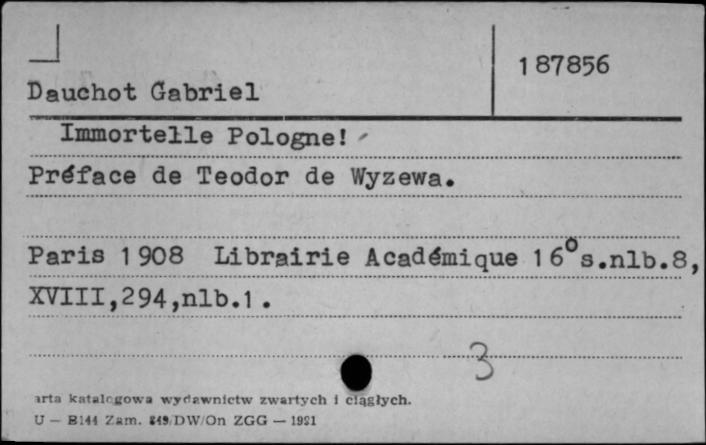 187856
Dauchot Gabriel
Immortelle Pologne!
Préface de Teodor de Wyzewa.
Paris 1908 Librairie Académique 16° s.nlb.8,
XVIII,294,nlb.1.
3
arta katalogowa wydawnictw zwartych i ciągłych.
U — B144 Zam. 849/DW/On ZGG — 1981